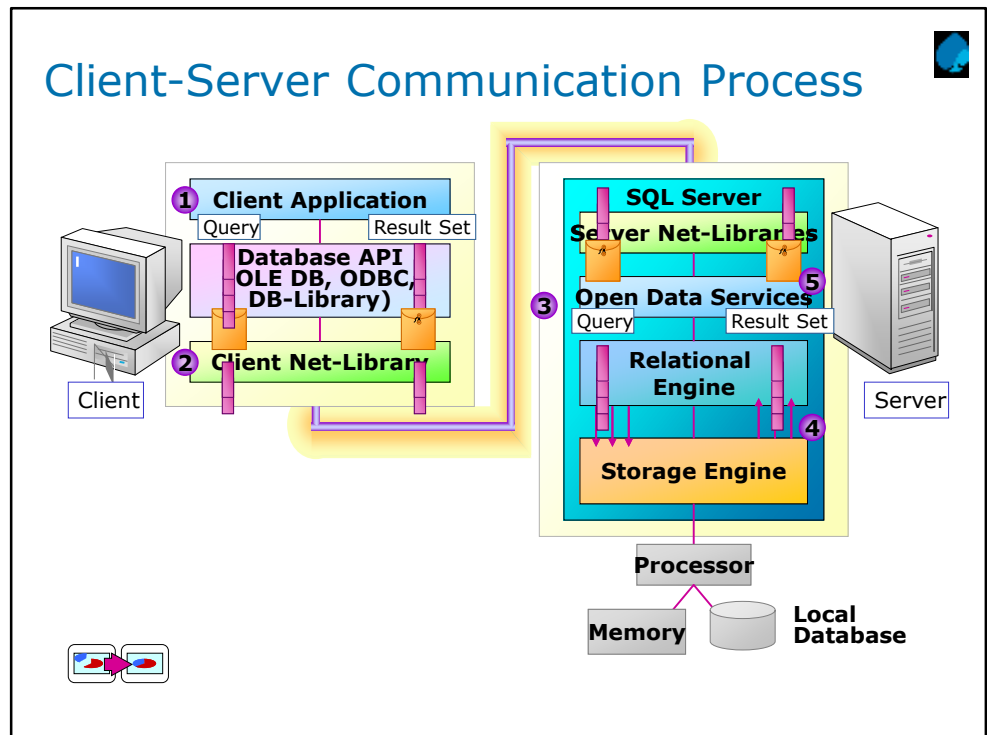 Client-Server Communication Process
1 Client Application
Query Result Set
Database API
OLE DB, ODBC,
DB-Library)
2 Client Net-Library
Client
SQL Server
Server Net-Libraries
5
3 Open Data Services
Query Result Set
Relational
Engine
4
Storage Engine
Server
Processor
Memory
Local
Database